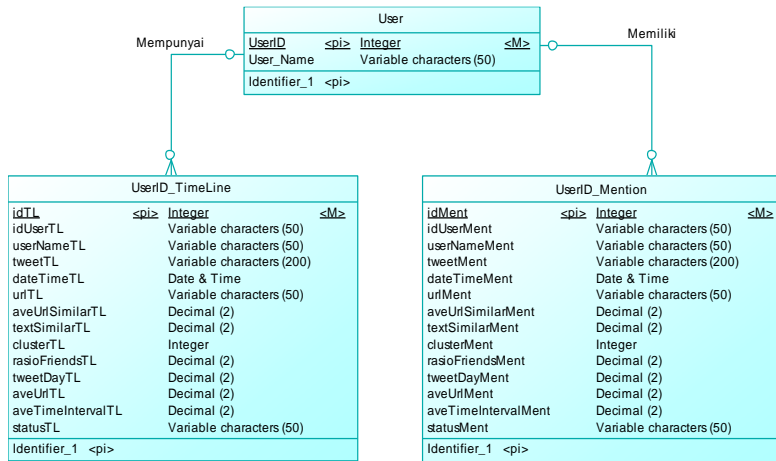 User
UserID <pi> Integer <M>
User_Name Variable characters (50)
Identifier_1 <pi>
Mempunyai
Memiliki
UserID_TimeLine
idTL <pi> Integer <M>
idUserTL Variable characters (50)
userNameTL Variable characters (50)
tweetTL Variable characters (200)
dateTimeTL Date & Time
urlTL Variable characters (50)
aveUrlSimilarTL Decimal (2)
textSimilarTL Decimal (2)
clusterTL Integer
rasioFriendsTL Decimal (2)
tweetDayTL Decimal (2)
aveUrlTL Decimal (2)
aveTimeIntervalTL Decimal (2)
statusTL Variable characters (50)
Identifier_1 <pi>
UserID_Mention
idMent <pi> Integer <M>
idUserMent Variable characters (50)
userNameMent Variable characters (50)
tweetMent Variable characters (200)
dateTimeMent Date & Time
urlMent Variable characters (50)
aveUrlSimilarMent Decimal (2)
textSimilarMent Decimal (2)
clusterMent Integer
rasioFriendsMent Decimal (2)
tweetDayMent Decimal (2)
aveUrlMent Decimal (2)
aveTimeIntervalMent Decimal (2)
statusMent Variable characters (50)
Identifier_1 <pi>